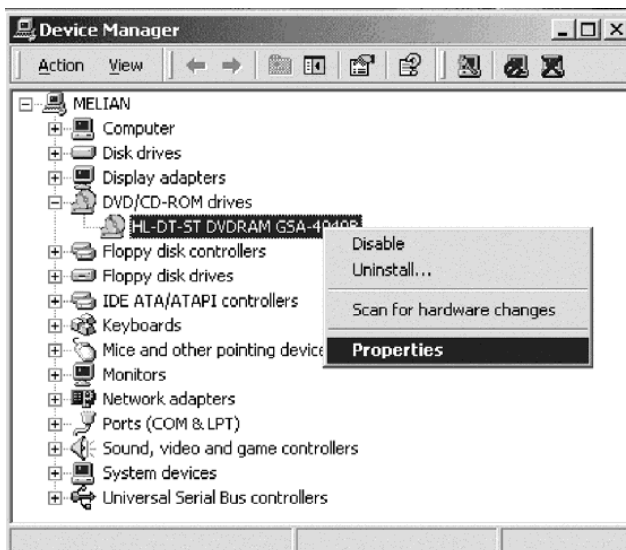 Device Manager
Action View
MELIAN
Computer
Disk drives
Display adapters
DVD/CD-ROM drives
HL-DT-ST DVDRAM
Floppy disk controllers
Floppy disk drives
IDE ATA/ATAPI controllers
Keyboards
Mice and other pointing device
Monitors
Network adapters
Ports (COM & LPT)
Sound, video and game controllers
System devices
Universal Serial Bus controllers
Disable
Uninstall...
Scan for hardware changes
Properties